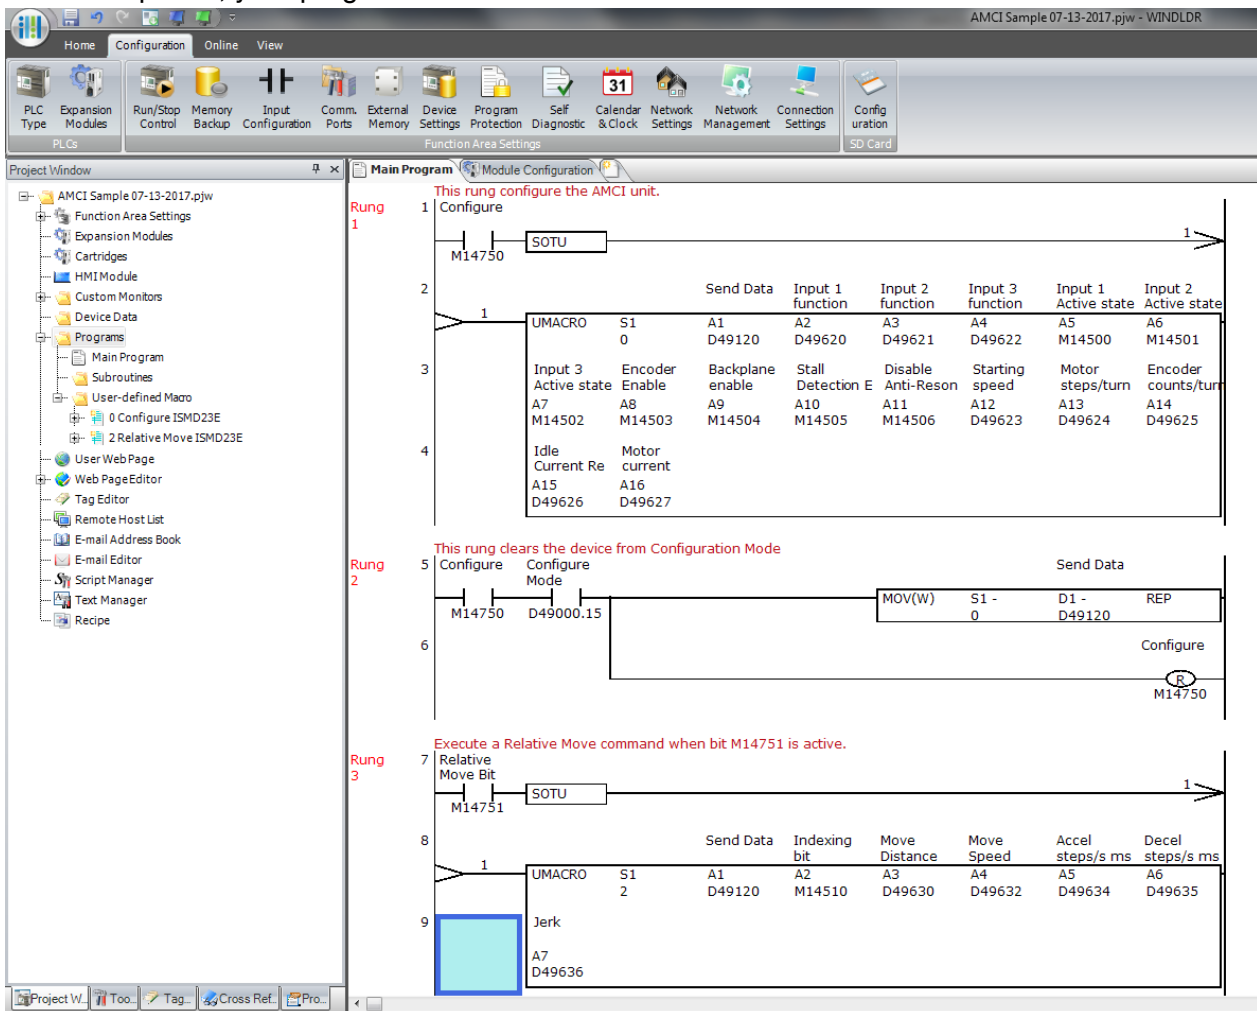 AMCI Sample 07-13-2017.pjw - WINDLDR
Home Configuration Online View
PLC Type
Expansion Modules
Run/Stop Control
Memory Backup
Input Configuration
Comm. Ports
External Memory
Device Settings
Program Protection
Self Diagnostic
31
Calendar & Clock
Network Settings
Network Management
Connection Settings
Config uration
PLCs
Function Area Settings
SD Card
Project Window
AMCI Sample 07-13-2017.pjw
Function Area Settings
Expansion Modules
Cartridges
HMI Module
Custom Monitors
Device Data
Programs
Main Program
Subroutines
User-defined Macro
0 Configure ISMD23E
2 Relative Move ISMD23E
User Web Page
Web Page Editor
Tag Editor
Remote Host List
E-mail Address Book
E-mail Editor
Script Manager
Text Manager
Recipe
Project W... Too... Tag... Cross Ref... Pro...
Main Program Module Configuration
This rung configure the AMCI unit.
Rung 1
1 Configure
M14750 SOTU 1
2 Send Data Input 1 function Input 2 function Input 3 function Input 1 Active state Input 2 Active state
1 UMACRO S1 A1 A2 A3 A4 A5 A6
0 D49120 D49620 D49621 D49622 M14500 M14501
3 Input 3 Active state Encoder Enable Backplane enable Stall Detection E Disable Anti-Reson Starting speed Motor steps/turn Encoder counts/turn
A7 A8 A9 A10 A11 A12 A13 A14
M14502 M14503 M14504 M14505 M14506 D49623 D49624 D49625
4 Idle Current Re Motor current
A15 A16
D49626 D49627
This rung clears the device from Configuration Mode
Rung 2
5 Configure Configure Mode Send Data
M14750 D49000.15 MOV(W) S1 - D1 - REP
0 D49120
6 Configure
R
M14750
Execute a Relative Move command when bit M14751 is active.
Rung 3
7 Relative Move Bit
M14751 SOTU 1
8 Send Data Indexing bit Move Distance Move Speed Accel steps/s ms Decel steps/s ms
1 UMACRO S1 A1 A2 A3 A4 A5 A6
2 D49120 M14510 D49630 D49632 D49634 D49635
9 Jerk
A7
D49636